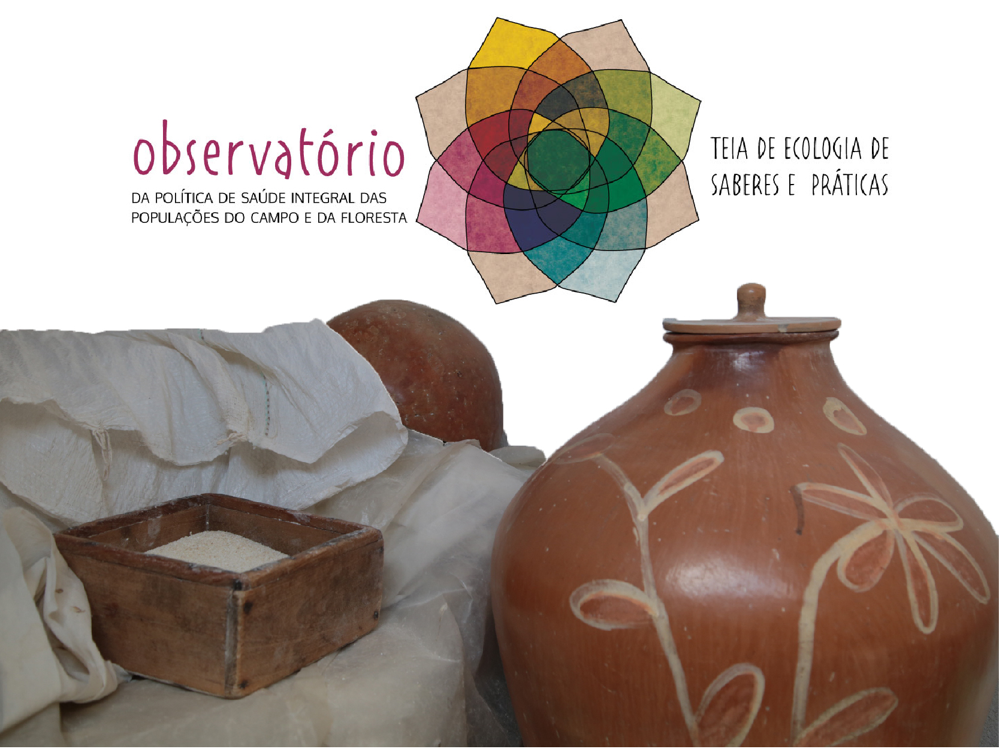 observatório
DA POLÍTICA DE SAÚDE INTEGRAL DAS
POPULAÇÕES DO CAMPO E DA FLORESTA
TEIA DE ECOLOGIA DE
SABERES E PRÁTICAS